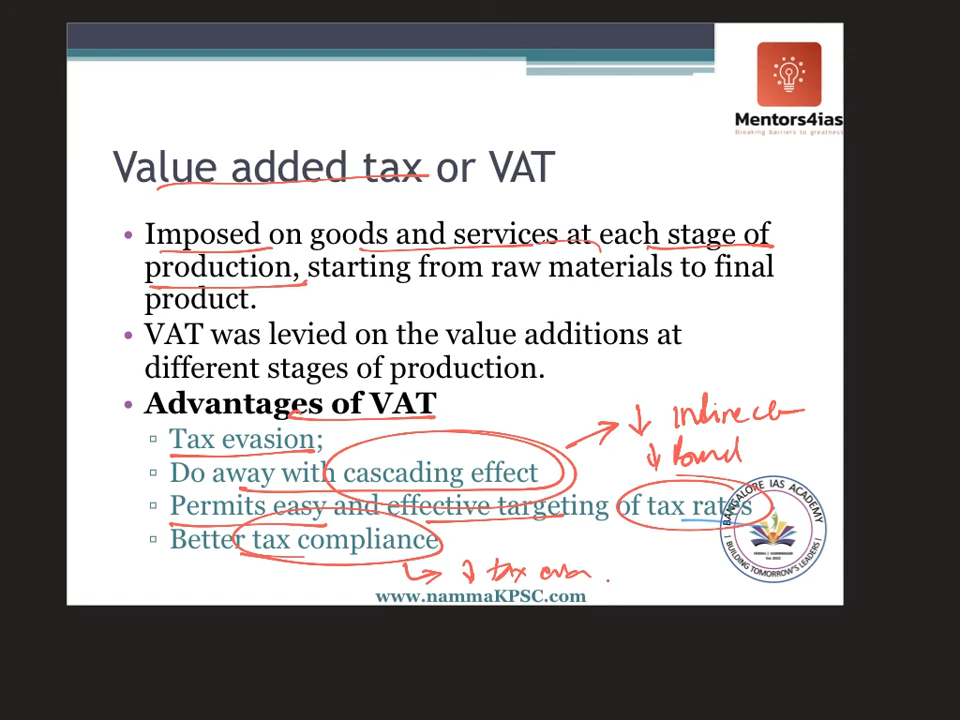 Mentors4ias
Breaking barriers to greatness
Value added tax or VAT
• Imposed on goods and services at each stage of
production, starting from raw materials to final
product.
• VAT was levied on the value additions at
different stages of production.
• Advantages of VAT
▫ Tax evasion;
▫ Do away with cascading effect
▫ Permits easy and effective targeting of tax rates
▫ Better tax compliance
↓ Indirect
↓
↓ tax
BANGALORE IAS ACADEMY
BUILDING TOMORROW'S LEADERS
www.nammaKPSC.com